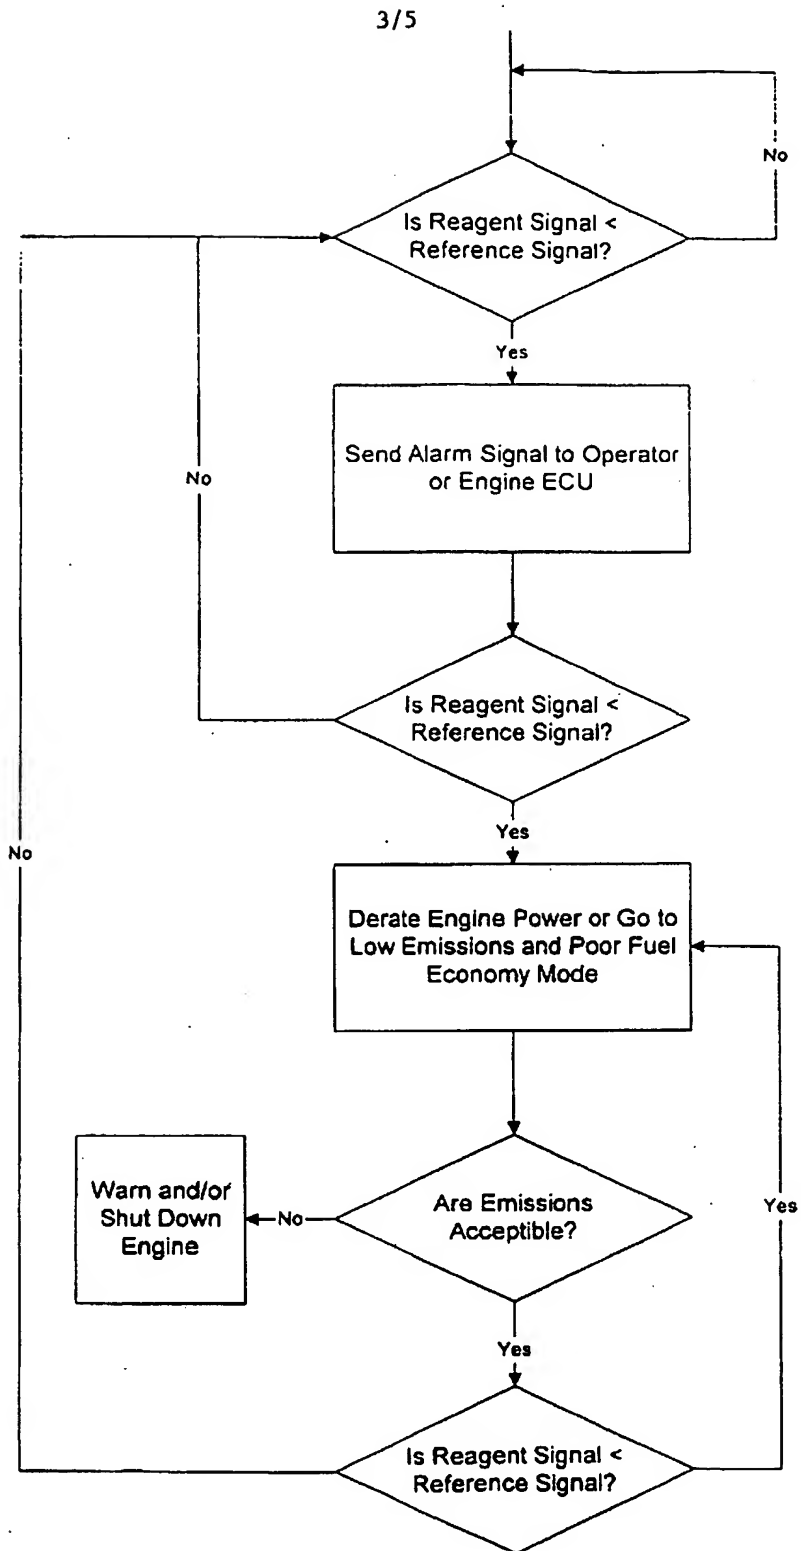 3/5
No
Is Reagent Signal <
Reference Signal?
Yes
Send Alarm Signal to Operator
or Engine ECU
No
Is Reagent Signal <
Reference Signal?
Yes
No
Derate Engine Power or Go to
Low Emissions and Poor Fuel
Economy Mode
Warn and/or
Shut Down
Engine
No
Are Emissions
Acceptible?
Yes
Yes
Is Reagent Signal <
Reference Signal?